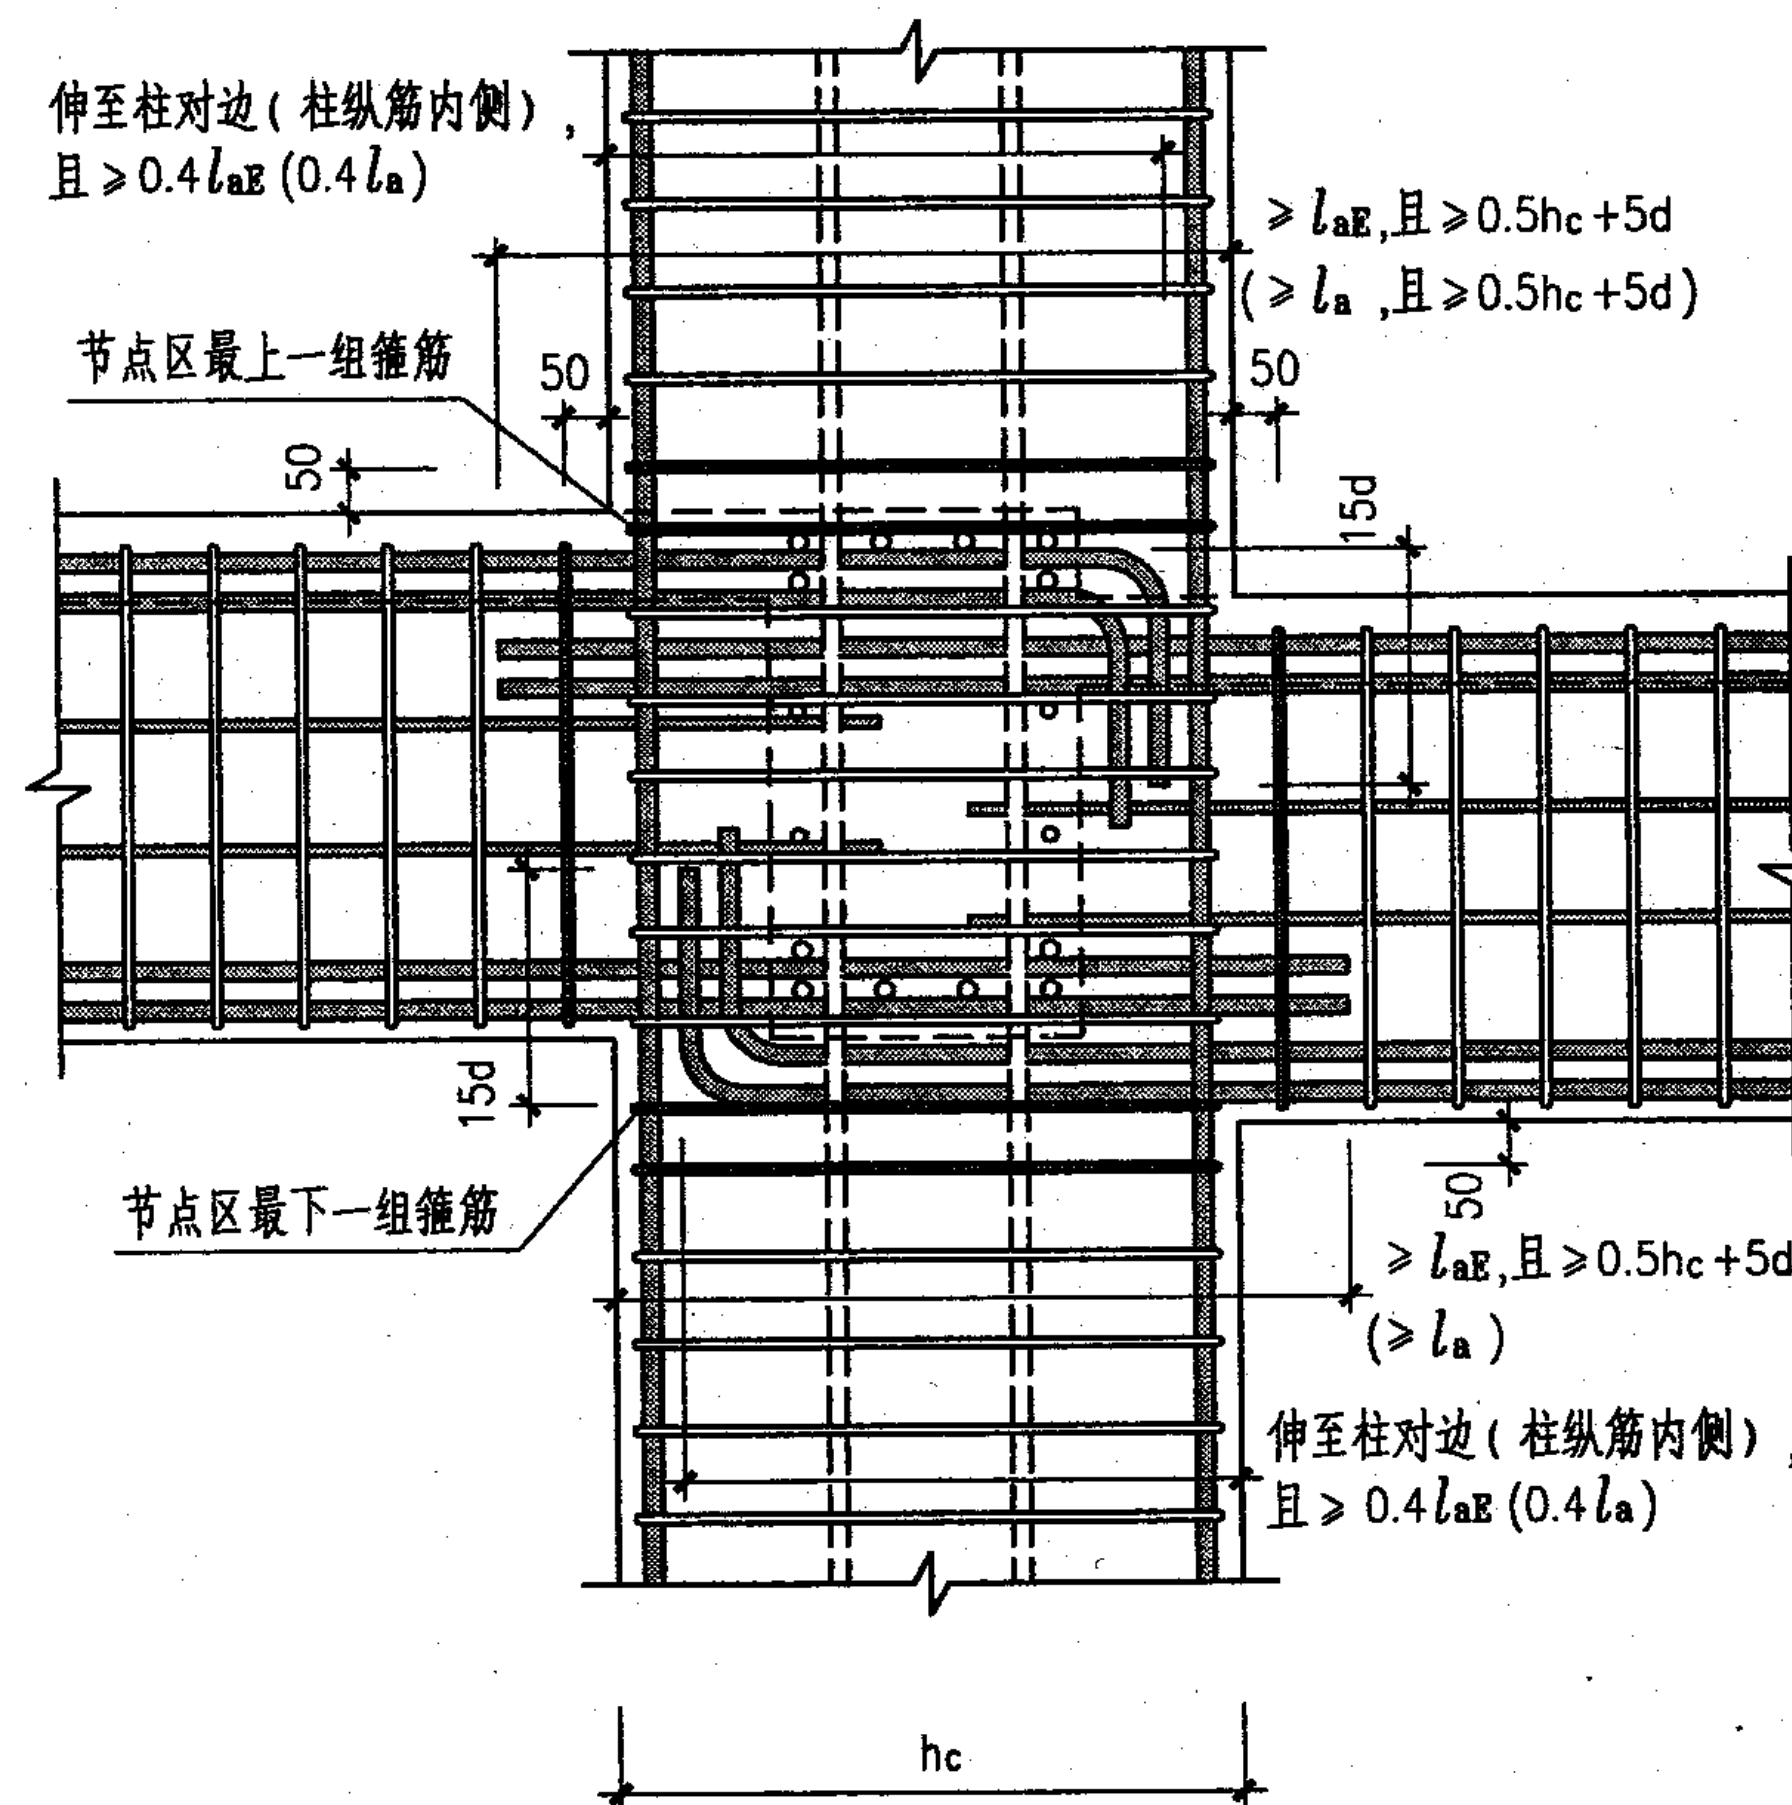 伸至柱对边(柱纵筋内侧),
且≥0.4laE(0.4la)
≥laE,且≥0.5hc+5d
(≥la,且≥0.5hc+5d)
节点区最上一组箍筋
50
50
50
15d
15d
节点区最下一组箍筋
50
≥laE,且≥0.5hc+5d
(≥la)
伸至柱对边(柱纵筋内侧),
且≥0.4laE(0.4la)
hc